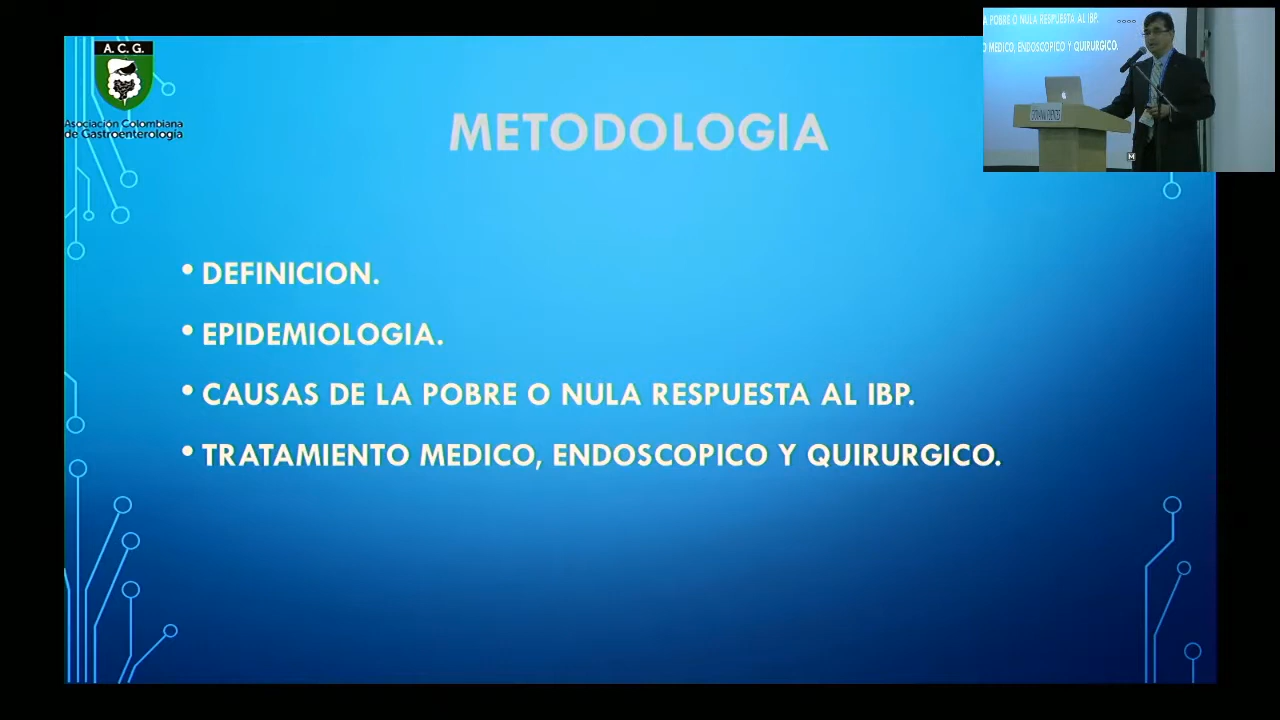 A. C. G.
Asociación Colombiana
de Gastroenterología
METODOLOGIA
• DEFINICION.
• EPIDEMIOLOGIA.
• CAUSAS DE LA POBRE O NULA RESPUESTA AL IBP.
• TRATAMIENTO MEDICO, ENDOSCOPICO Y QUIRURGICO.
A POBRE O NULA RESPUESTA AL IBP.
O MEDICO, ENDOSCOPICO Y QUIRURGICO.
M